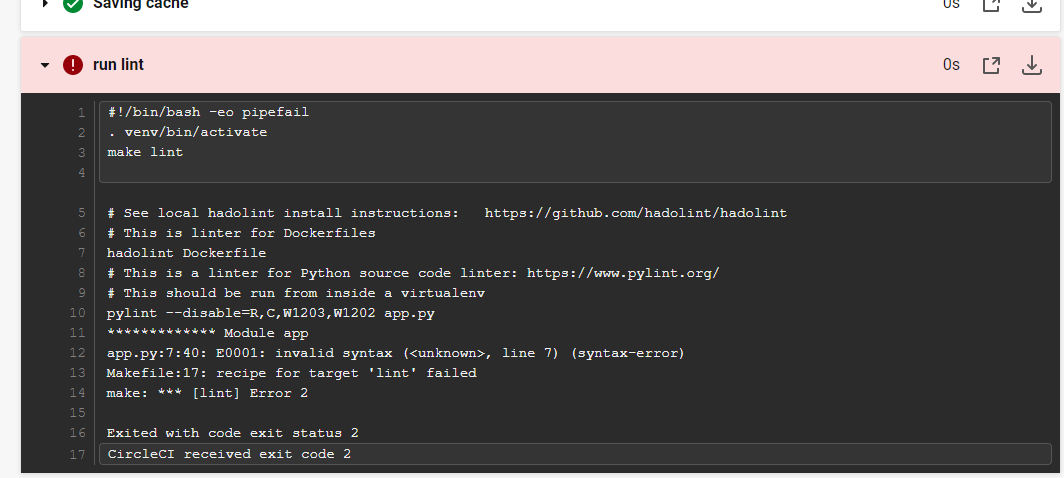 Saving cache 0s
run lint 0s
1 #!/bin/bash -eo pipefail
2 . venv/bin/activate
3 make lint
4
5 # See local hadolint install instructions:   https://github.com/hadolint/hadolint
6 # This is linter for Dockerfiles
7 hadolint Dockerfile
8 # This is a linter for Python source code linter: https://www.pylint.org/
9 # This should be run from inside a virtualenv
10 pylint --disable=R,C,W1203,W1202 app.py
11 ************* Module app
12 app.py:7:40: E0001: invalid syntax (<unknown>, line 7) (syntax-error)
13 Makefile:17: recipe for target 'lint' failed
14 make: *** [lint] Error 2
15
16 Exited with code exit status 2
17 CircleCI received exit code 2